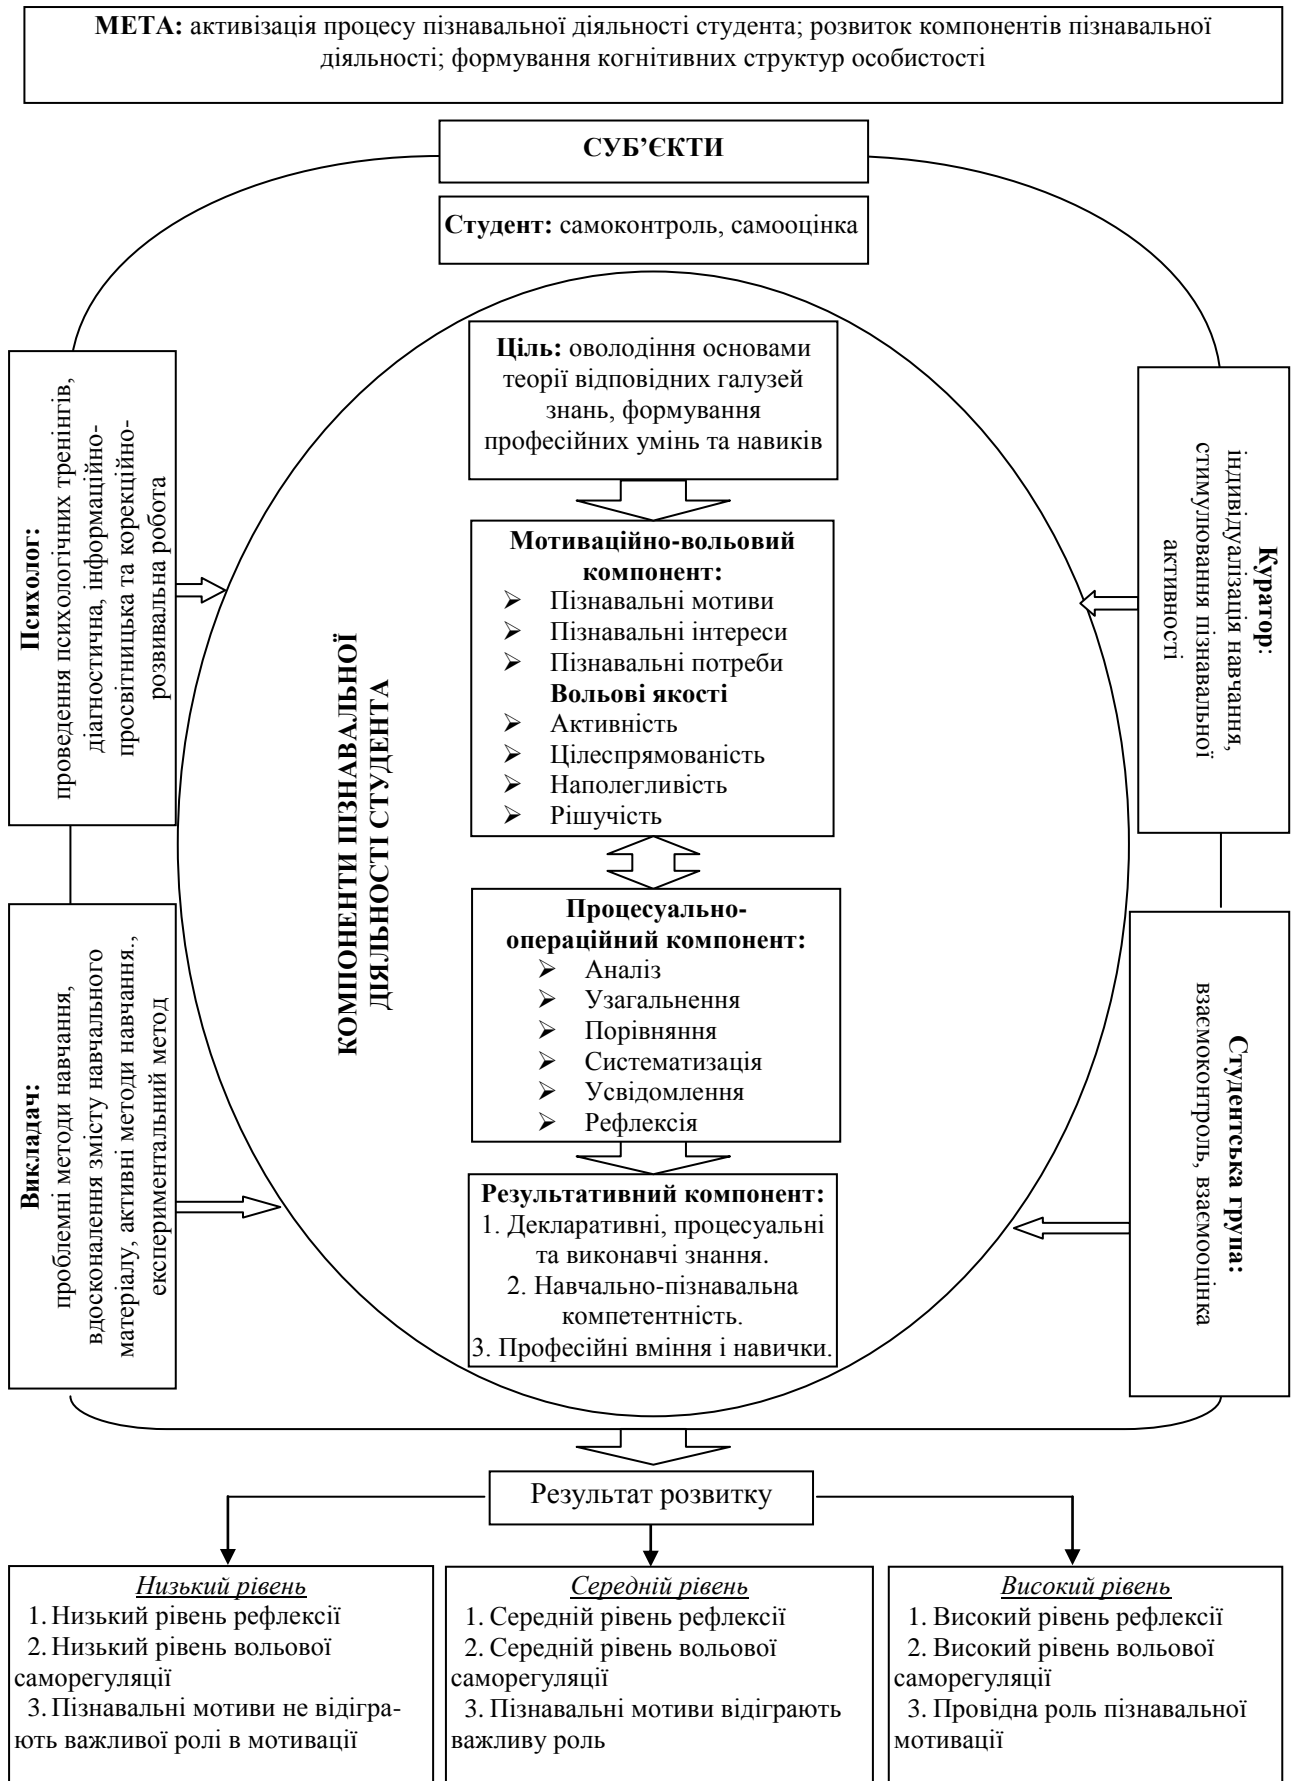 МЕТА: активізація процесу пізнавальної діяльності студента; розвиток компонентів пізнавальної
діяльності; формування когнітивних структур особистості
СУБ’ЄКТИ
Студент: самоконтроль, самооцінка
Психолог:
проведення психологічних тренінгів,
діагностична, інформаційно-
просвітницька та корекційно-
розвивальна робота
Викладач:
проблемні методи навчання,
вдосконалення змісту навчального
матеріалу, активні методи навчання.,
експериментальний метод
КОМПОНЕНТИ ПІЗНАВАЛЬНОЇ
ДІЯЛЬНОСТІ СТУДЕНТА
Ціль: оволодіння основами
теорії відповідних галузей
знань, формування
професійних умінь та навиків
Мотиваційно-вольовий
компонент:
➢ Пізнавальні мотиви
➢ Пізнавальні інтереси
➢ Пізнавальні потреби
Вольові якості
➢ Активність
➢ Цілеспрямованість
➢ Наполегливість
➢ Рішучість
Процесуально-
операційний компонент:
➢ Аналіз
➢ Узагальнення
➢ Порівняння
➢ Систематизація
➢ Усвідомлення
➢ Рефлексія
Результативний компонент:
1. Декларативні, процесуальні
та виконавчі знання.
2. Навчально-пізнавальна
компетентність.
3. Професійні вміння і навички.
Куратор:
індивідуалізація навчання,
стимулювання пізнавальної
активності
Студентська група:
взаємоконтроль, взаємооцінка
Результат розвитку
Низький рівень
1. Низький рівень рефлексії
2. Низький рівень вольової
саморегуляції
3. Пізнавальні мотиви не відігра-
ють важливої ролі в мотивації
Середній рівень
1. Середній рівень рефлексії
2. Середній рівень вольової
саморегуляції
3. Пізнавальні мотиви відіграють
важливу роль
Високий рівень
1. Високий рівень рефлексії
2. Високий рівень вольової
саморегуляції
3. Провідна роль пізнавальної
мотивації